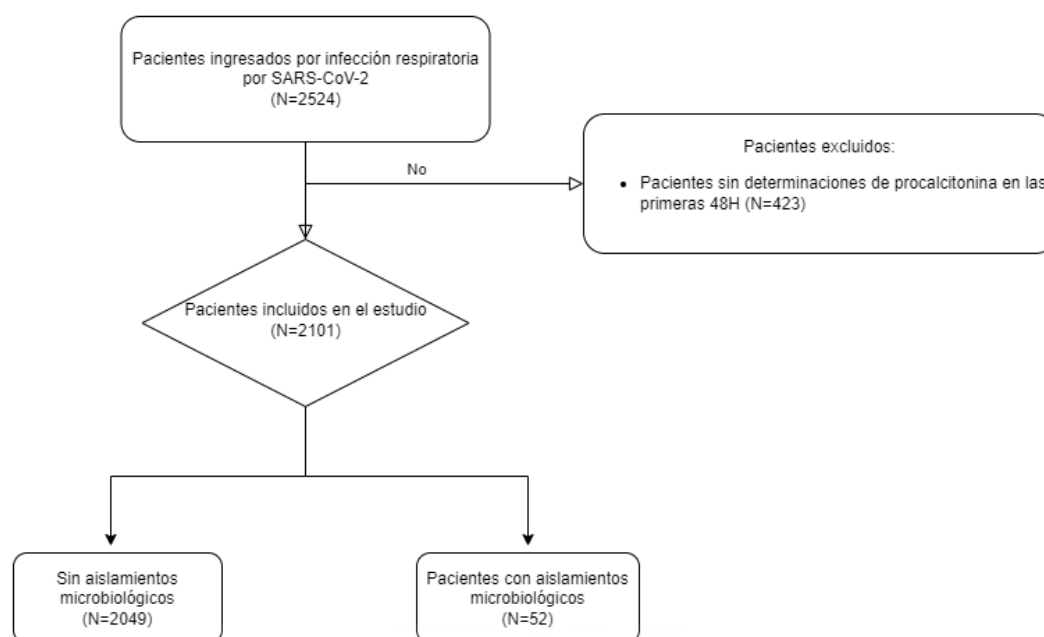 Pacientes ingresados por infección respiratoria
por SARS-CoV-2
(N=2524)
No
Pacientes excluidos:
• Pacientes sin determinaciones de procalcitonina en las
primeras 48H (N=423)
Pacientes incluidos en el estudio
(N=2101)
Sin aislamientos
microbiológicos
(N=2049)
Pacientes con aislamientos
microbiológicos
(N=52)